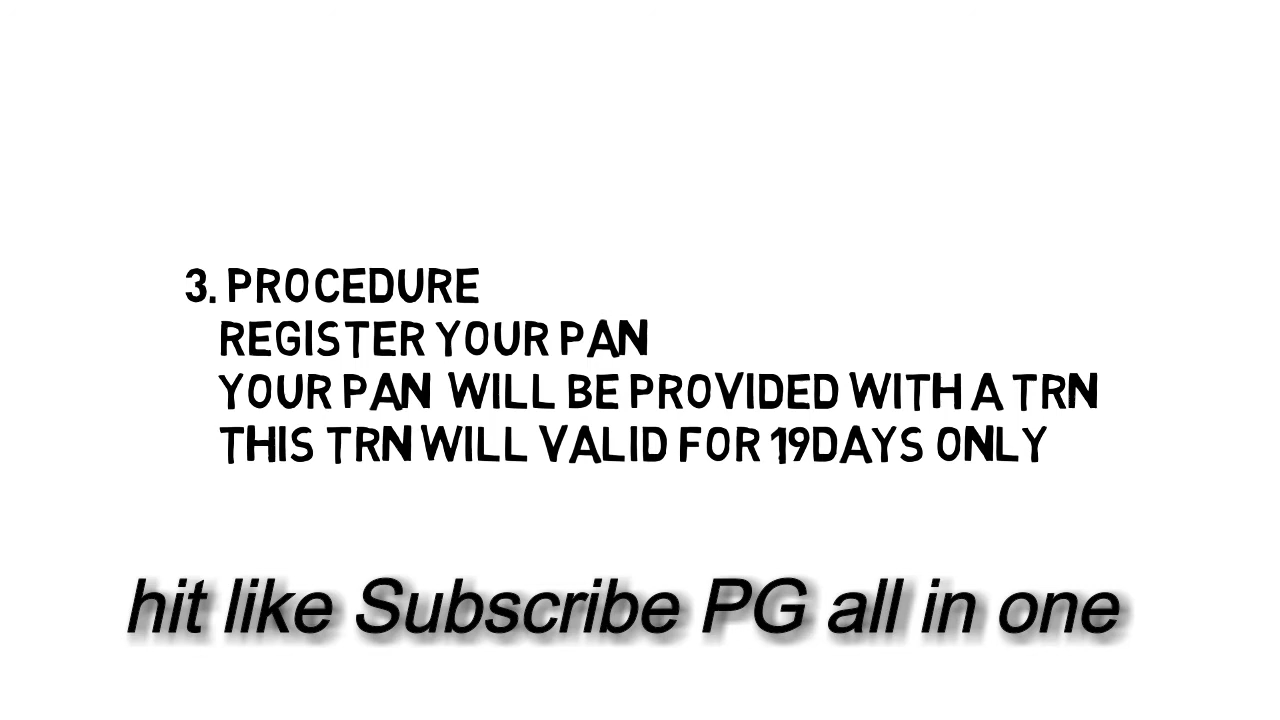 3. PROCEDURE
REGISTER YOUR PAN
YOUR PAN WILL BE PROVIDED WITH A TRN
THIS TRN WILL VALID FOR 19DAYS ONLY
hit like Subscribe PG all in one